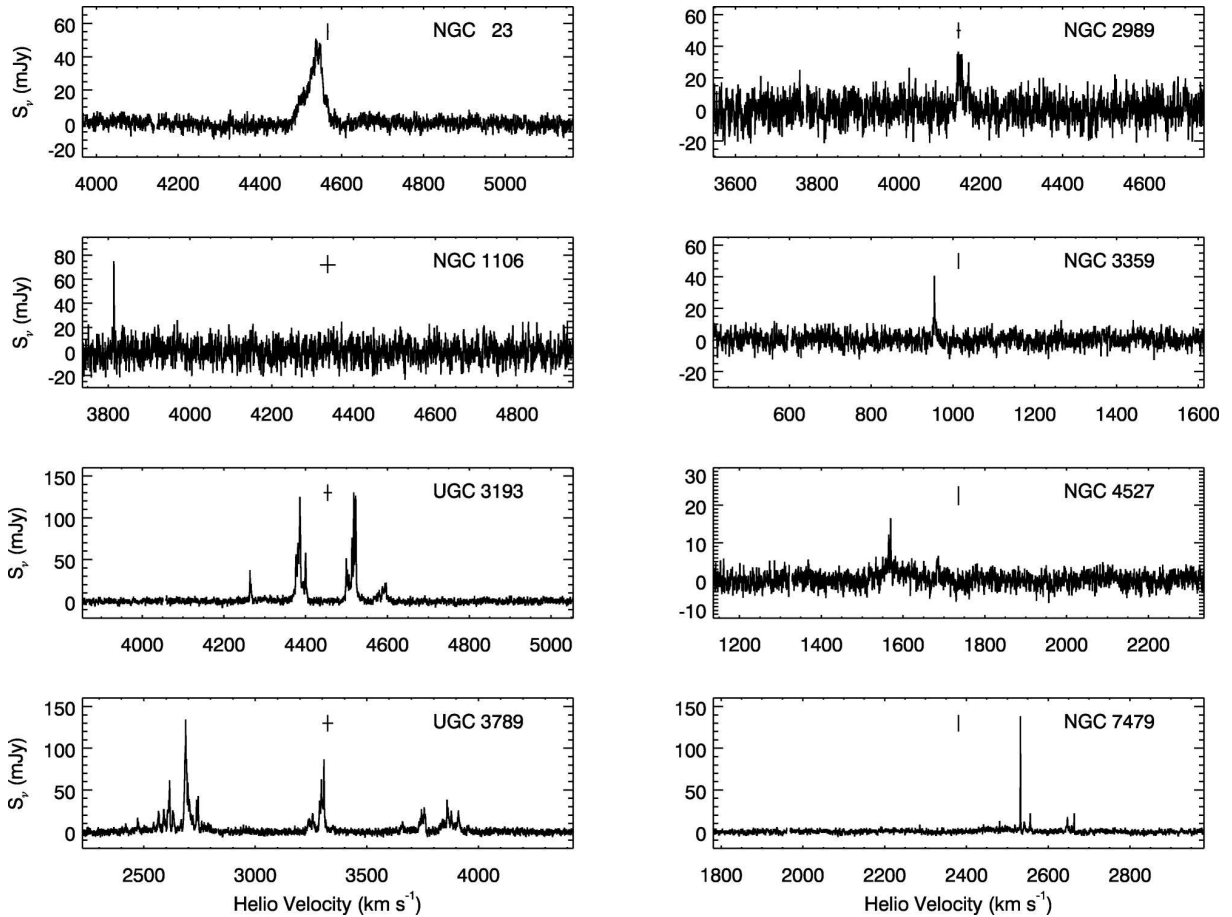 S_ν (mJy)
60
40
20
0
-20
NGC 23
4000 4200 4400 4600 4800 5000
60
40
20
0
-20
NGC 2989
3600 3800 4000 4200 4400 4600
S_ν (mJy)
80
60
40
20
0
-20
NGC 1106
3800 4000 4200 4400 4600 4800
60
40
20
0
-20
NGC 3359
600 800 1000 1200 1400 1600
S_ν (mJy)
150
100
50
0
UGC 3193
4000 4200 4400 4600 4800 5000
30
20
10
0
-10
NGC 4527
1200 1400 1600 1800 2000 2200
S_ν (mJy)
150
100
50
0
UGC 3789
2500 3000 3500 4000
Helio Velocity (km s⁻¹)
150
100
50
0
NGC 7479
1800 2000 2200 2400 2600 2800
Helio Velocity (km s⁻¹)